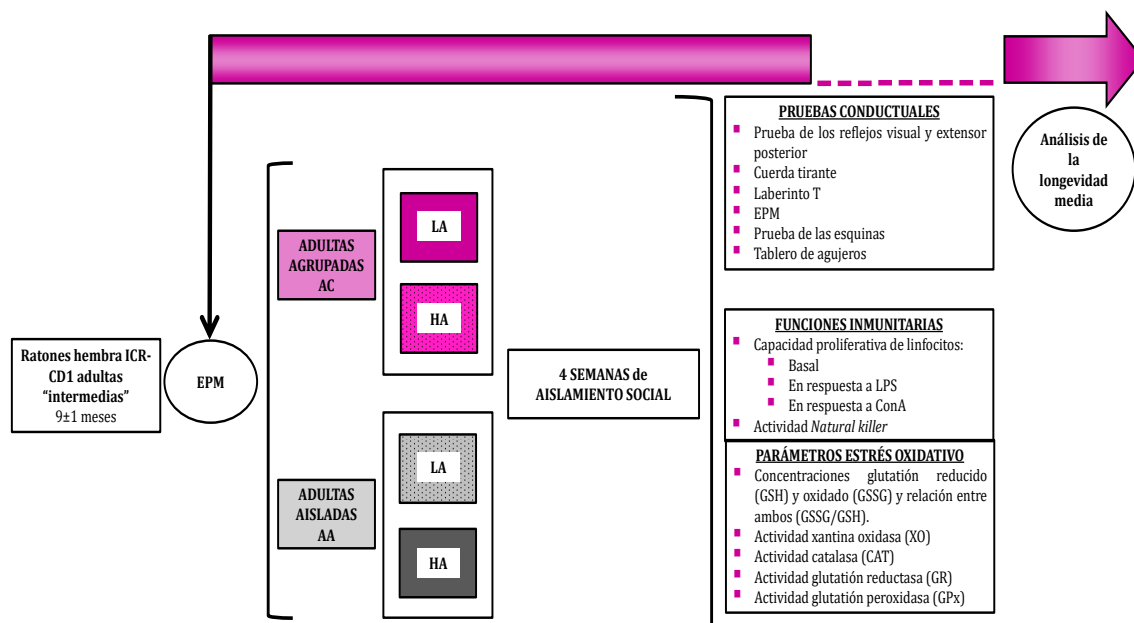 Ratones hembra ICR-
CD1 adultas
“intermedias”
9±1 meses
EPM
ADULTAS
AGRUPADAS
AC
LA
HA
ADULTAS
AISLADAS
AA
LA
HA
4 SEMANAS de
AISLAMIENTO SOCIAL
PRUEBAS CONDUCTUALES
Prueba de los reflejos visual y extensor
posterior
Cuerda tirante
Laberinto T
EPM
Prueba de las esquinas
Tablero de agujeros
FUNCIONES INMUNITARIAS
Capacidad proliferativa de linfocitos:
Basal
En respuesta a LPS
En respuesta a ConA
Actividad Natural killer
PARÁMETROS ESTRÉS OXIDATIVO
Concentraciones glutatión reducido
(GSH) y oxidado (GSSG) y relación entre
ambos (GSSG/GSH).
Actividad xantina oxidasa (XO)
Actividad catalasa (CAT)
Actividad glutatión reductasa (GR)
Actividad glutatión peroxidasa (GPx)
Análisis de
la
longevidad
media